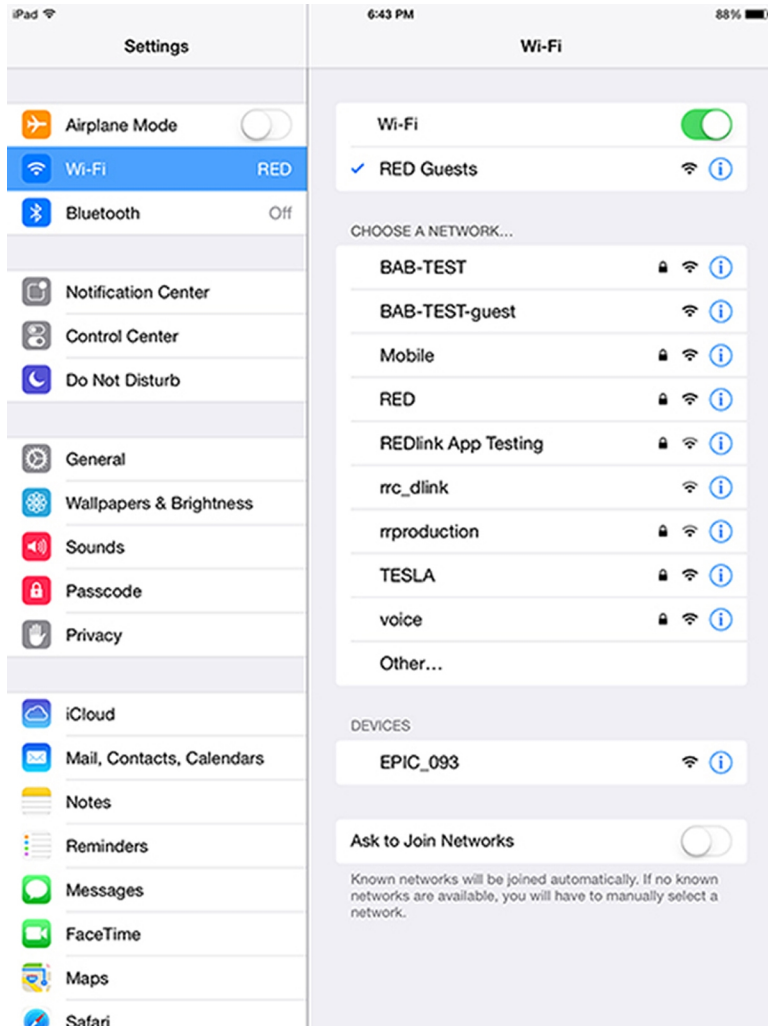 iPad 6:43 PM 88%
Settings
Airplane Mode
Wi-Fi RED
Bluetooth Off
Notification Center
Control Center
Do Not Disturb
General
Wallpapers & Brightness
Sounds
Passcode
Privacy
iCloud
Mail, Contacts, Calendars
Notes
Reminders
Messages
FaceTime
Maps
Safari
Wi-Fi
Wi-Fi
RED Guests
CHOOSE A NETWORK...
BAB-TEST
BAB-TEST-guest
Mobile
RED
REDlink App Testing
rrc_dlink
rrproduction
TESLA
voice
Other...
DEVICES
EPIC_093
Ask to Join Networks
Known networks will be joined automatically. If no known
networks are available, you will have to manually select a
network.